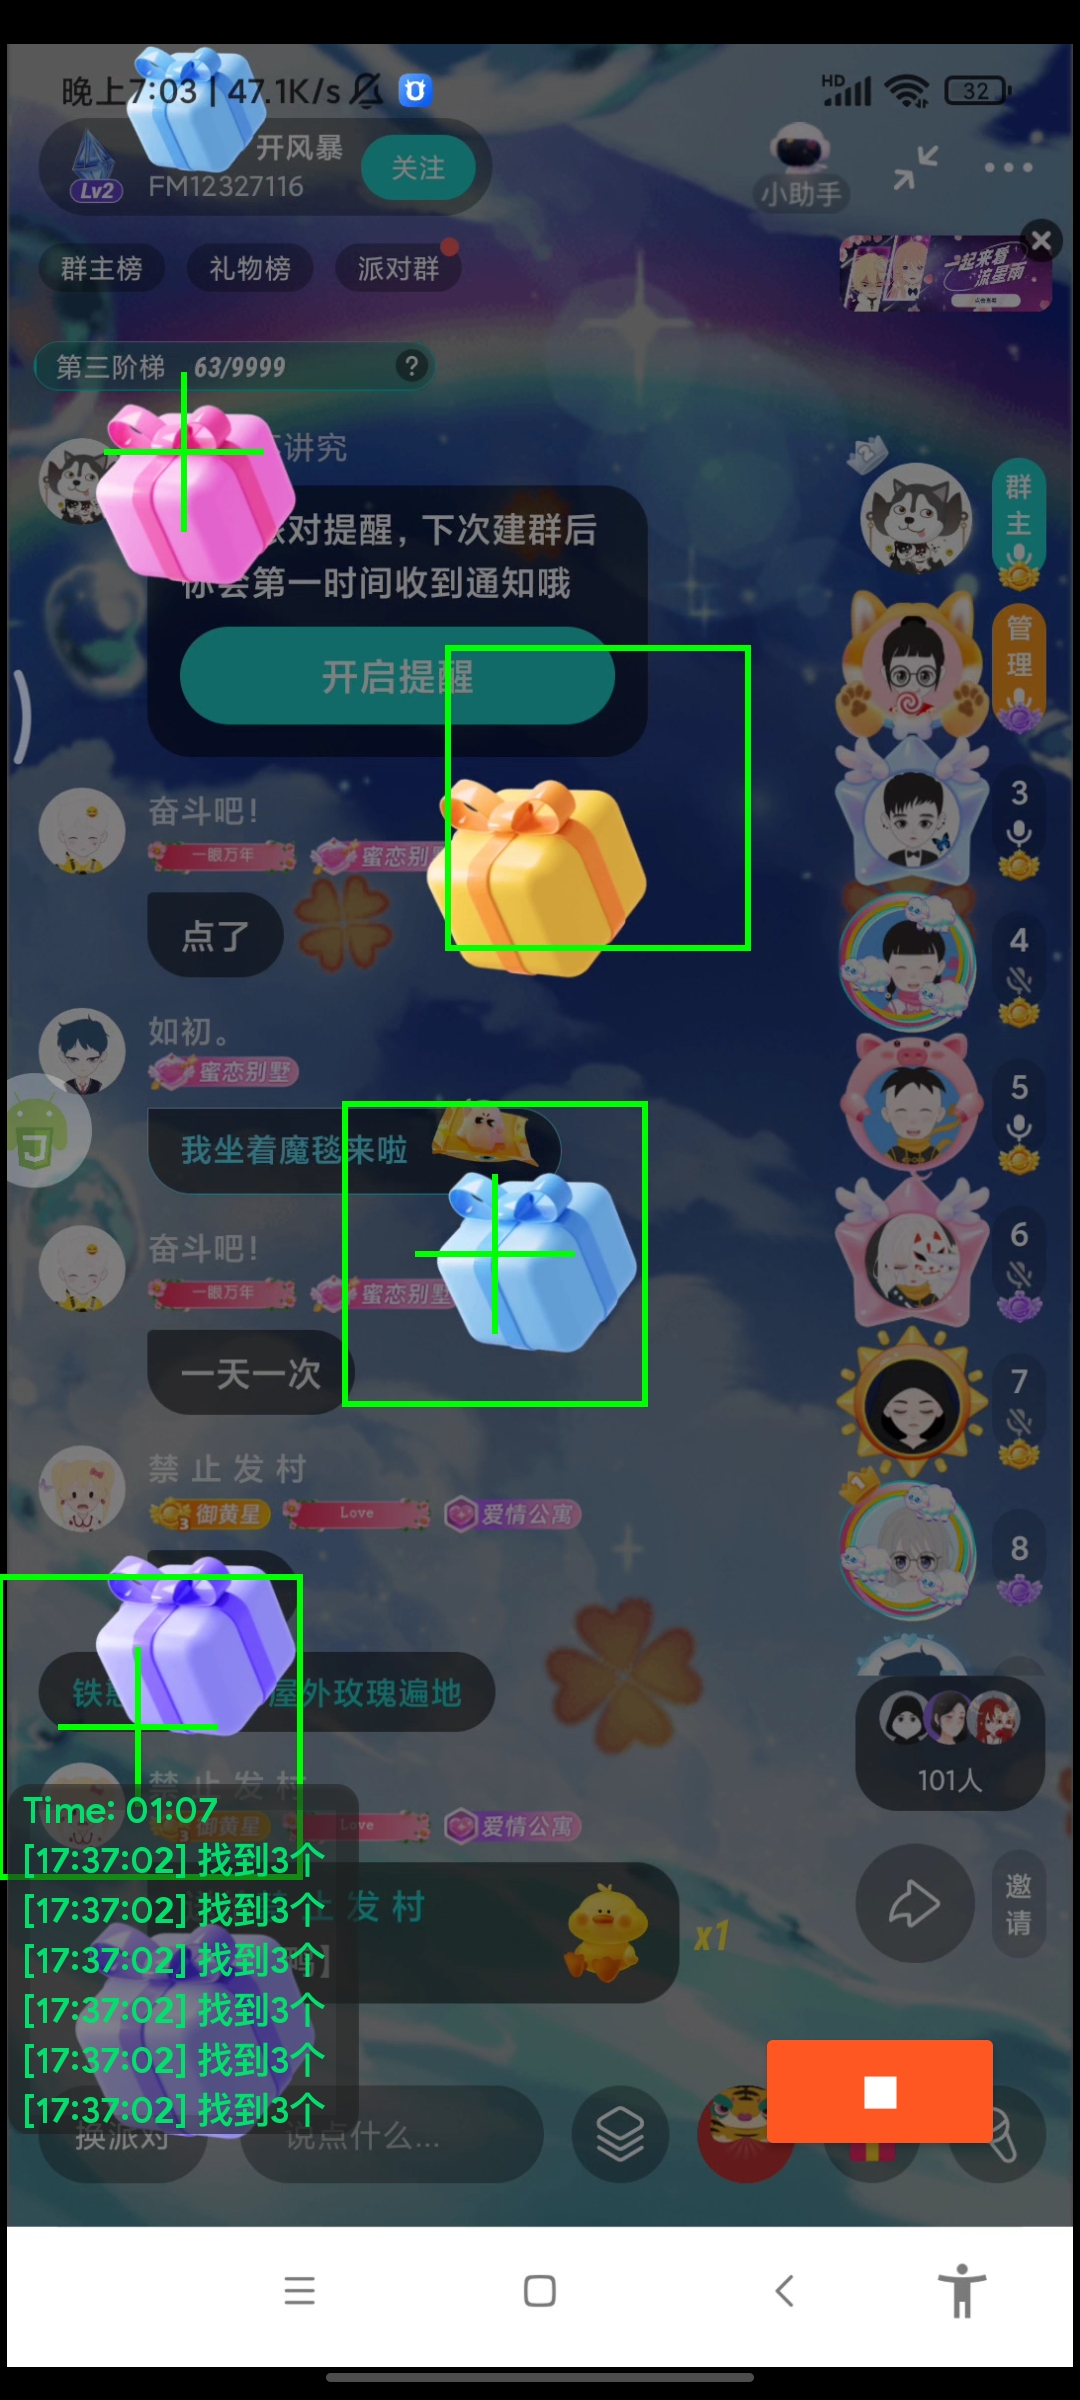 晚上7:03 | 47.1K/s
HD
32
开风暴
FM12327116
Lv2
关注
小助手
群主榜
礼物榜
派对群
一起来看
流星雨
第三阶梯 63/9999 ?
讲究
派对提醒，下次建群后
你会第一时间收到通知哦
开启提醒
2
群主
管理
奋斗吧！
一眼万年
蜜恋别墅
点了
3
4
如初。
蜜恋别墅
我坐着魔毯来啦
5
奋斗吧！
一眼万年
蜜恋别墅
一天一次
6
7
禁 止 发 村
3 御黄星
Love
爱情公寓
1
8
铁
屋外玫瑰遍地
101人
禁 止 发 村
3 御黄星
Love
爱情公寓
止 发 村
吗】
x1
邀请
Time: 01:07
[17:37:02] 找到3个
[17:37:02] 找到3个
[17:37:02] 找到3个
[17:37:02] 找到3个
[17:37:02] 找到3个
[17:37:02] 找到3个
换派对
说点什么...